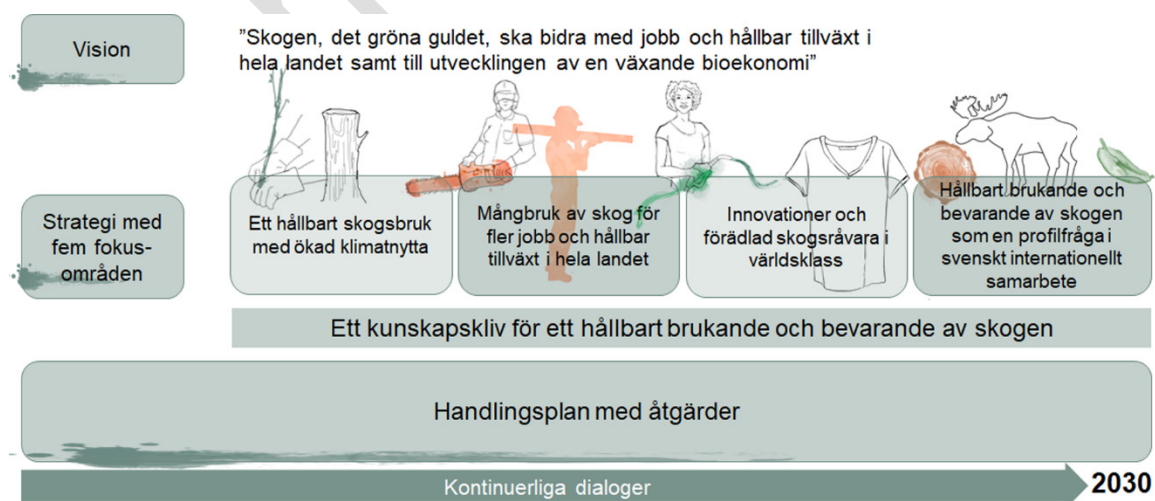 Vision
”Skogen, det gröna guldet, ska bidra med jobb och hållbar tillväxt i
hela landet samt till utvecklingen av en växande bioekonomi”
Strategi med
fem fokus-
områden
Ett hållbart skogsbruk
med ökad klimatnytta
Mångbruk av skog för
fler jobb och hållbar
tillväxt i hela landet
Innovationer och
förädlad skogsråvara i
världsklass
Hållbart brukande och
bevarande av skogen
som en profilfråga i
svenskt internationellt
samarbete
Ett kunskapskliv för ett hållbart brukande och bevarande av skogen
Handlingsplan med åtgärder
Kontinuerliga dialoger
2030